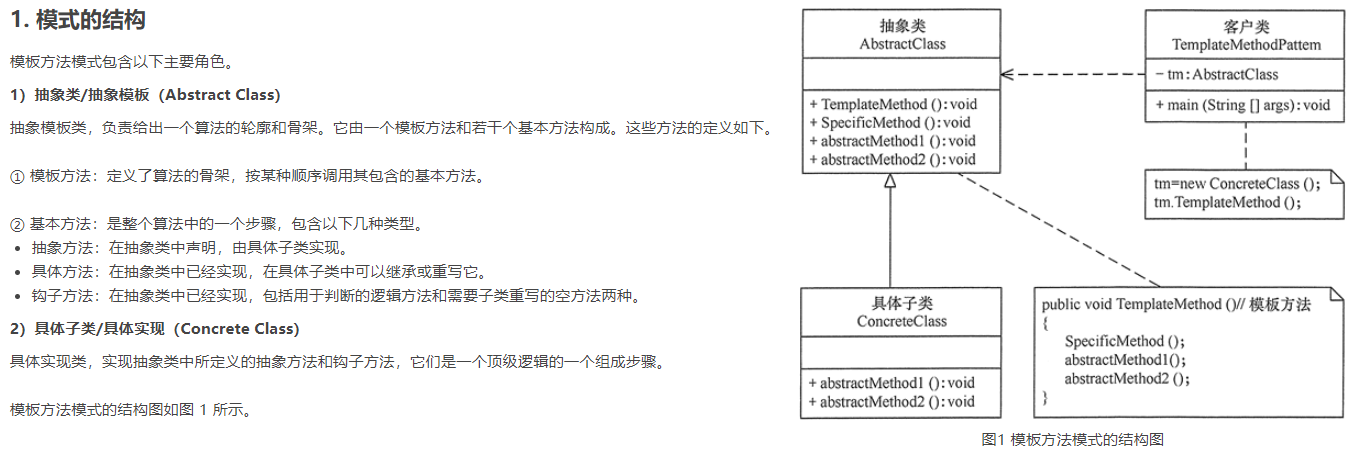 1. 模式的结构
模板方法模式包含以下主要角色。
1）抽象类/抽象模板（Abstract Class）
抽象模板类，负责给出一个算法的轮廓和骨架。它由一个模板方法和若干个基本方法构成。这些方法的定义如下。
① 模板方法：定义了算法的骨架，按某种顺序调用其包含的基本方法。
② 基本方法：是整个算法中的一个步骤，包含以下几种类型。
• 抽象方法：在抽象类中声明，由具体子类实现。
• 具体方法：在抽象类中已经实现，在具体子类中可以继承或重写它。
• 钩子方法：在抽象类中已经实现，包括用于判断的逻辑方法和需要子类重写的空方法两种。
2）具体子类/具体实现（Concrete Class）
具体实现类，实现抽象类中所定义的抽象方法和钩子方法，它们是一个顶级逻辑的一个组成步骤。
模板方法模式的结构图如图 1 所示。
抽象类
AbstractClass
+ TemplateMethod ():void
+ SpecificMethod ():void
+ abstractMethod1 ():void
+ abstractMethod2 ():void
客户类
TemplateMethodPattem
− tm:AbstractClass
+ main (String [] args):void
tm=new ConcreteClass ();
tm.TemplateMethod ();
具体子类
ConcreteClass
+ abstractMethod1 ():void
+ abstractMethod2 ():void
public void TemplateMethod ()// 模板方法
{
SpecificMethod ();
abstractMethod1();
abstractMethod2 ();
}
图1 模板方法模式的结构图